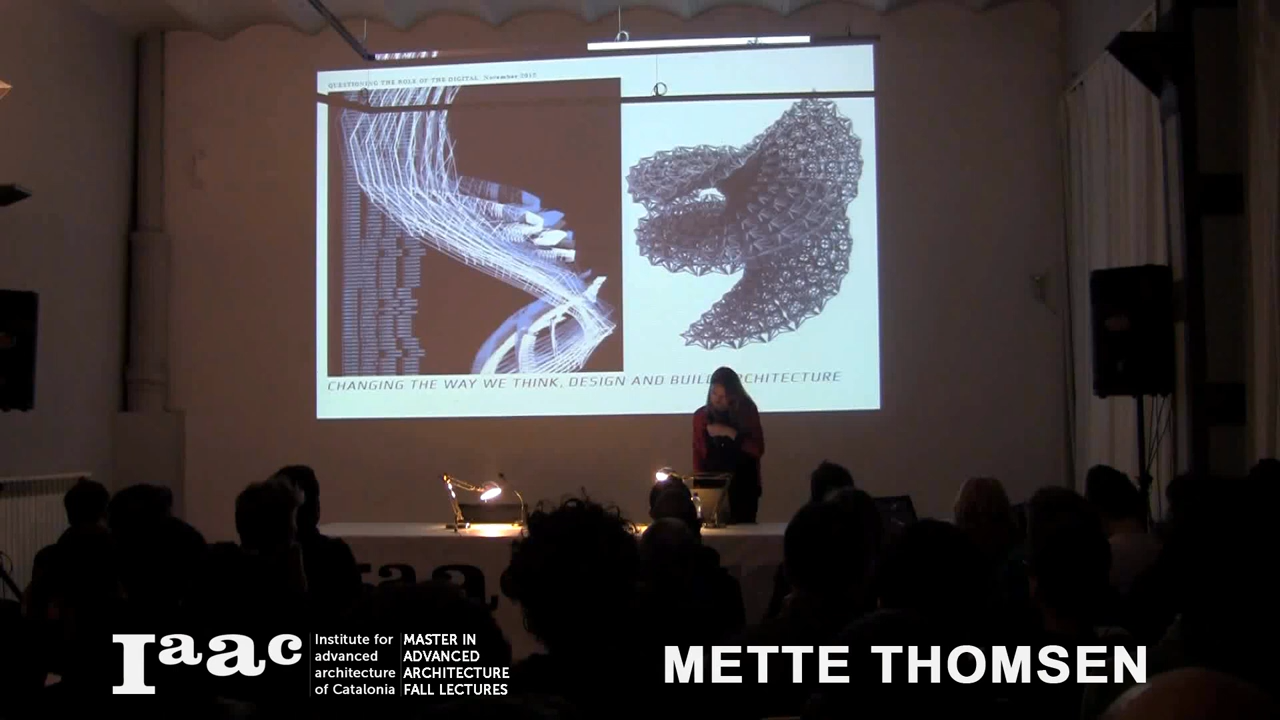 QUESTIONING THE ROLE OF THE DIGITAL November 2012
CHANGING THE WAY WE THINK, DESIGN AND BUILD ARCHITECTURE
Iaac
Institute for
advanced
architecture
of Catalonia
MASTER IN
ADVANCED
ARCHITECTURE
FALL LECTURES
METTE THOMSEN